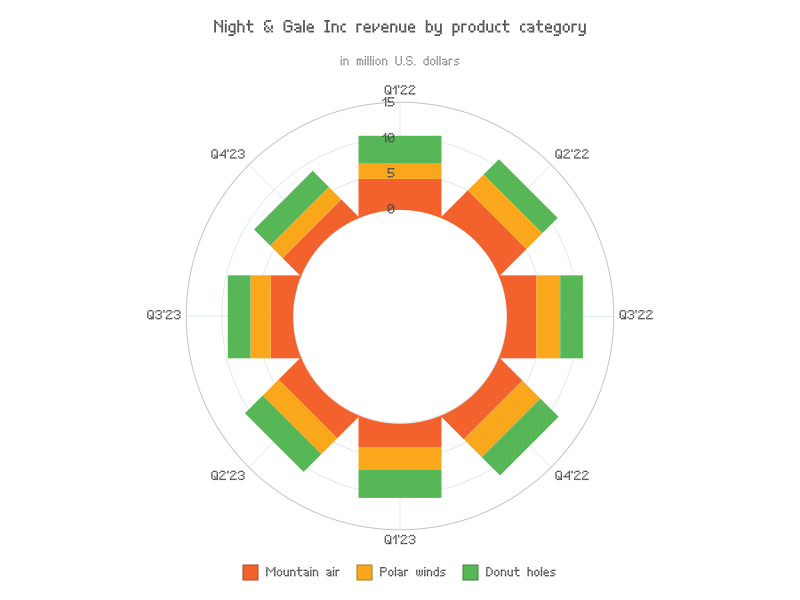 Night & Gale Inc revenue by product category
in million U.S. dollars
Q1'22
15
10
5
0
Q2'22
Q3'22
Q4'22
Q1'23
Q2'23
Q3'23
Q4'23
Mountain air
Polar winds
Donut holes